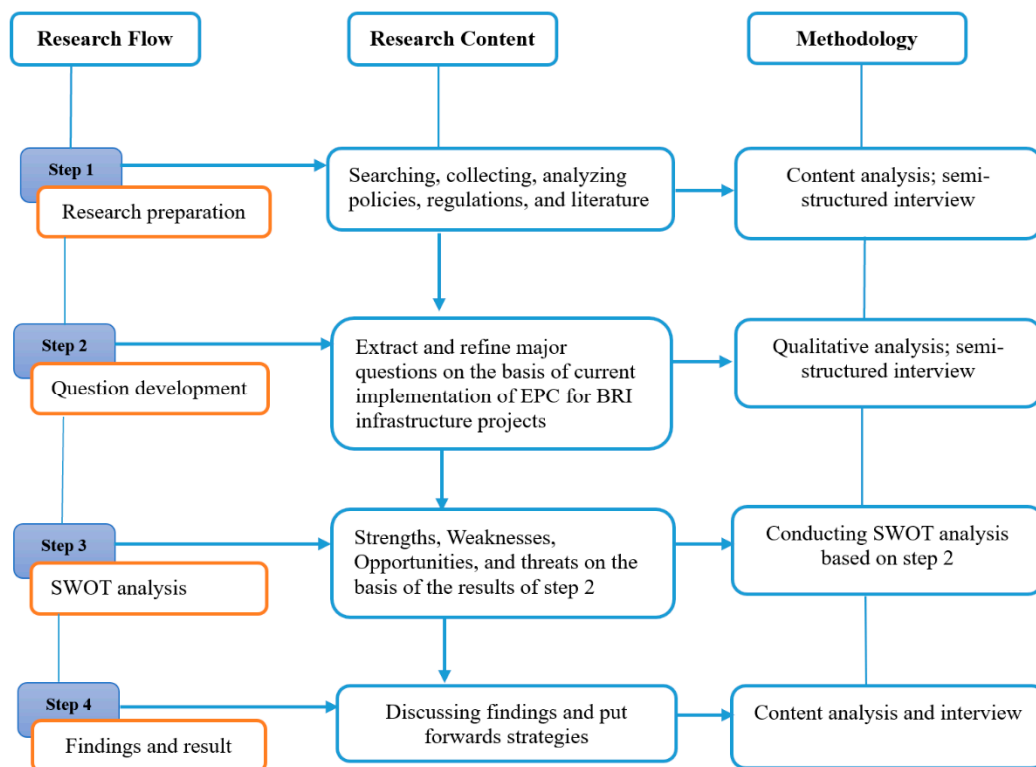 Research Flow
Research Content
Methodology
Step 1
Research preparation
Searching, collecting, analyzing
policies, regulations, and literature
Content analysis; semi-
structured interview
Step 2
Question development
Extract and refine major
questions on the basis of current
implementation of EPC for BRI
infrastructure projects
Qualitative analysis; semi-
structured interview
Step 3
SWOT analysis
Strengths, Weaknesses,
Opportunities, and threats on the
basis of the results of step 2
Conducting SWOT analysis
based on step 2
Step 4
Findings and result
Discussing findings and put
forwards strategies
Content analysis and interview